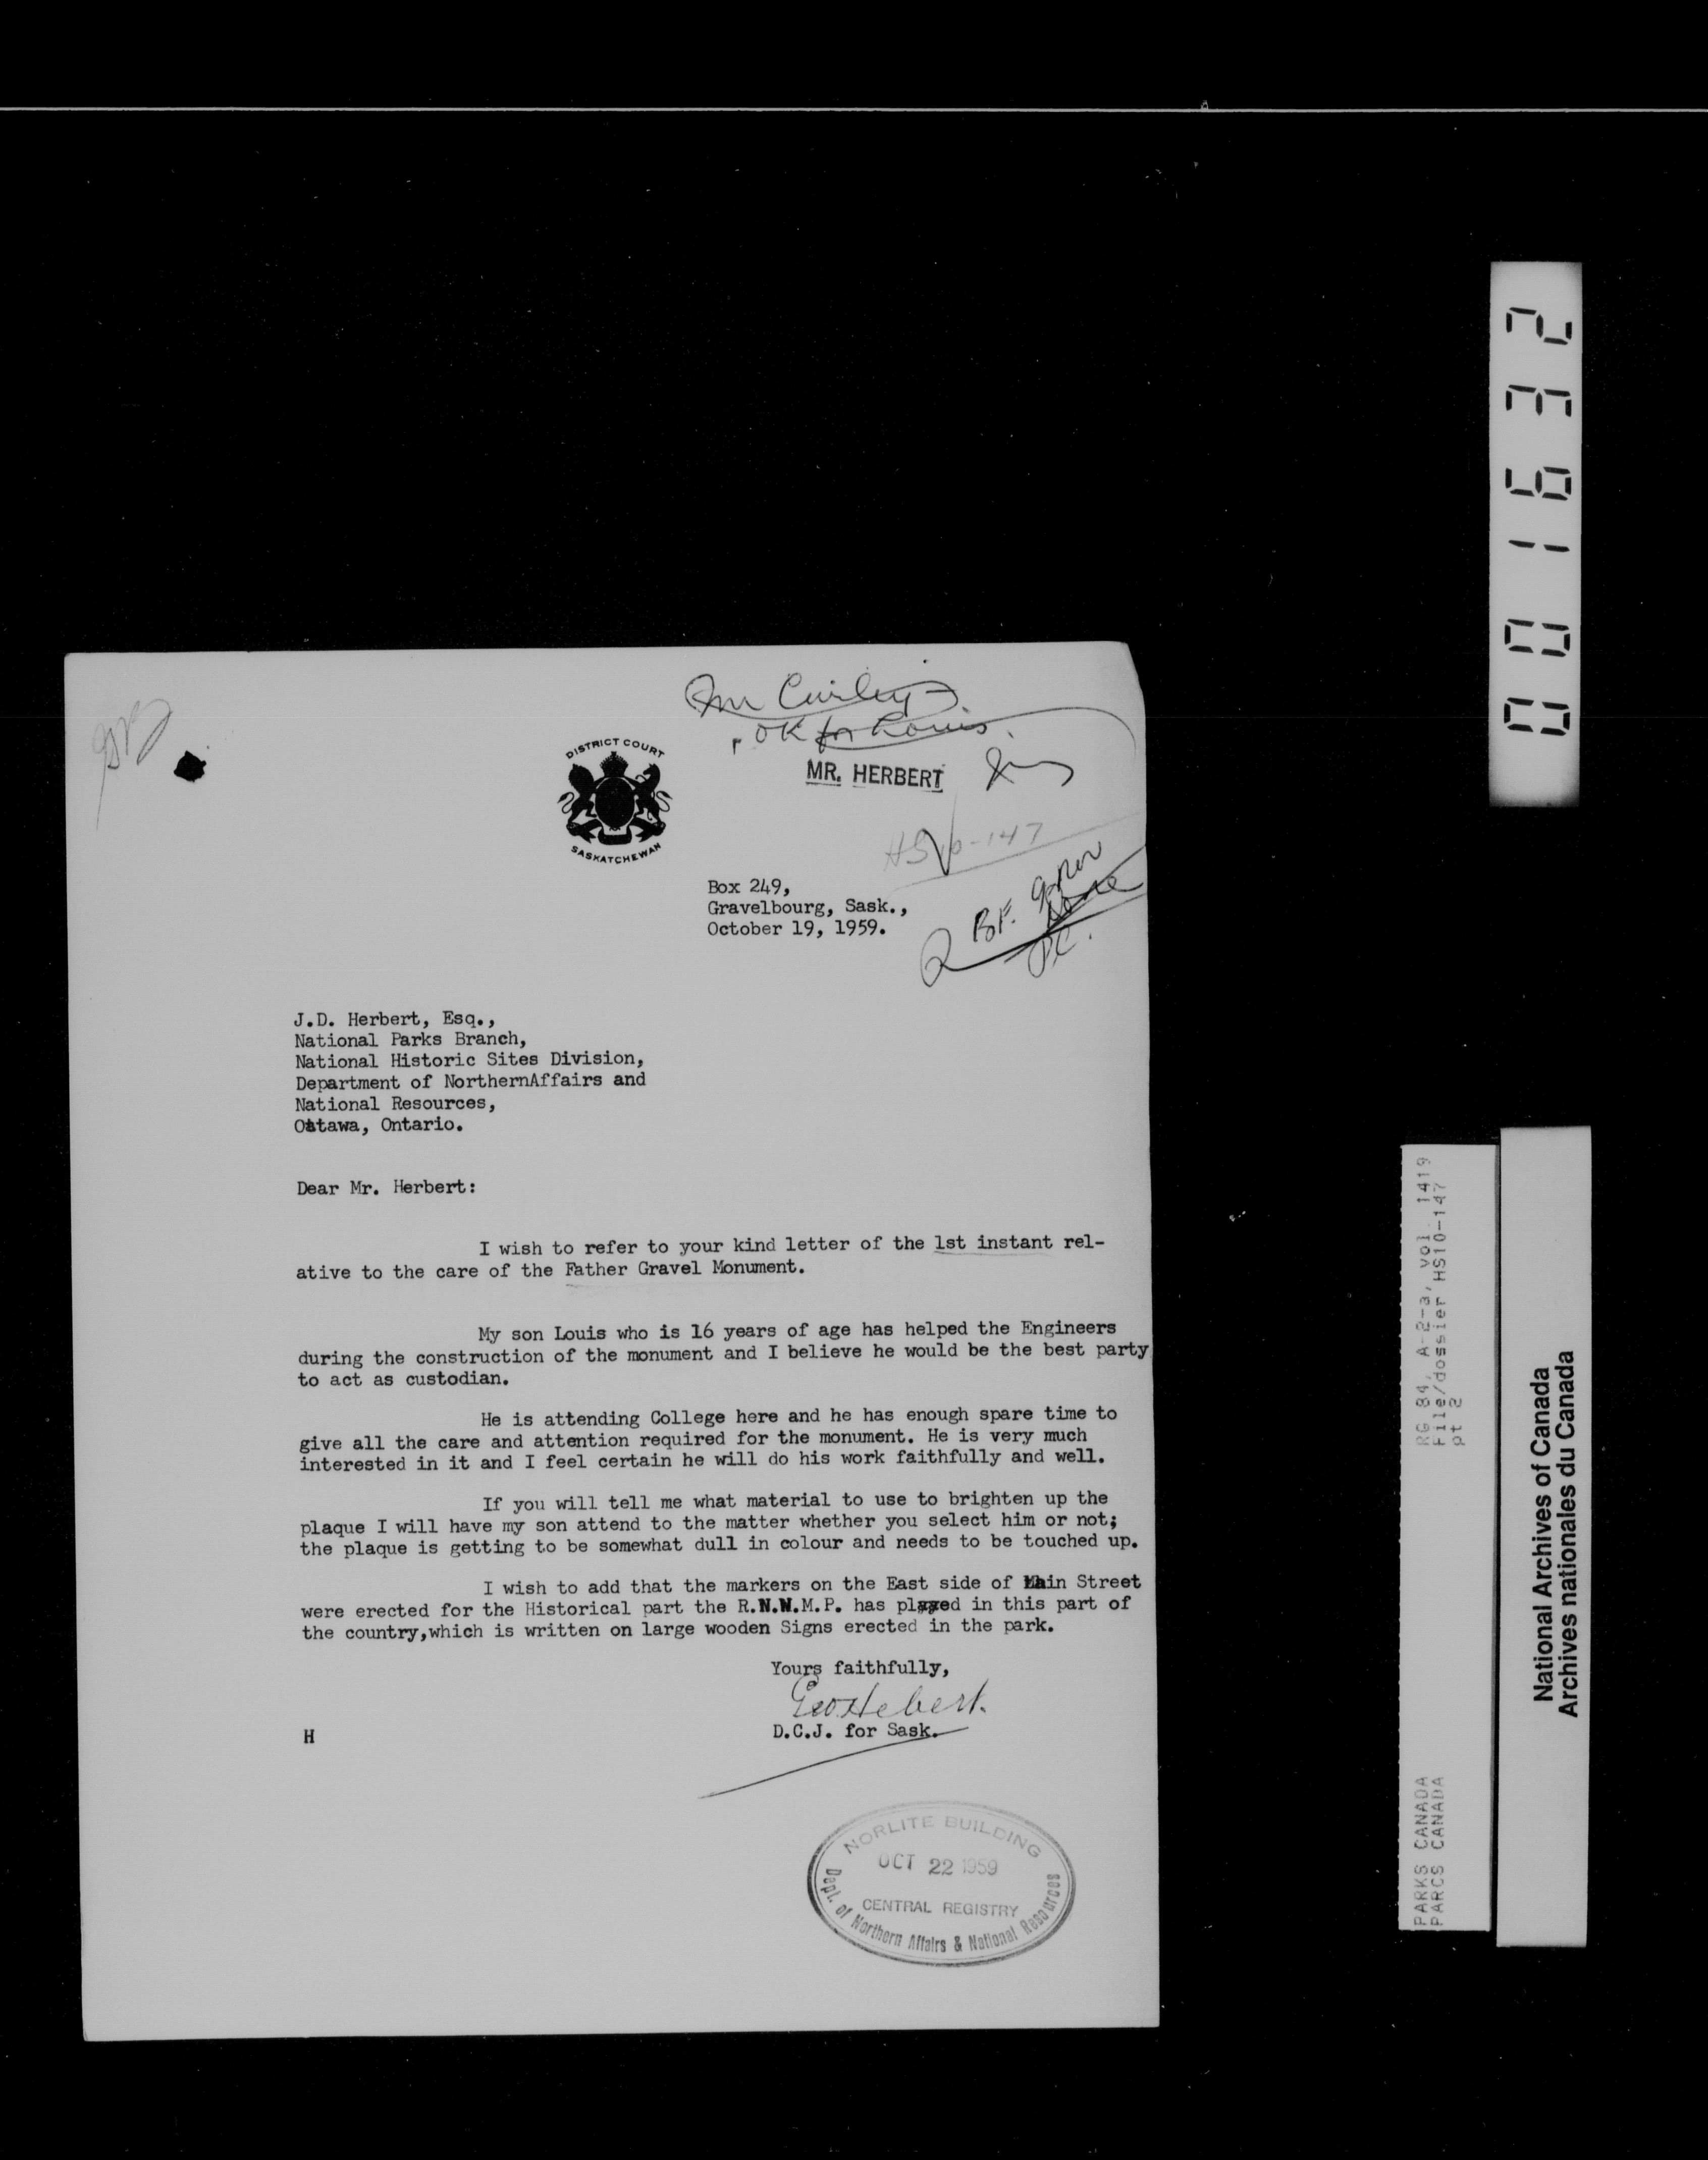 Mr Curley
OK for Louis
DISTRICT COURT
SASKATCHEWAN
MR. HERBERT
HS10-147
BF. 9 Nov
Done
Box 249,
Gravelbourg, Sask.,
October 19, 1959.
J.D. Herbert, Esq.,
National Parks Branch,
National Historic Sites Division,
Department of NorthernAffairs and
National Resources,
Ottawa, Ontario.
Dear Mr. Herbert:
I wish to refer to your kind letter of the 1st instant rel-
ative to the care of the Father Gravel Monument.
My son Louis who is 16 years of age has helped the Engineers
during the construction of the monument and I believe he would be the best party
to act as custodian.
He is attending College here and he has enough spare time to
give all the care and attention required for the monument. He is very much
interested in it and I feel certain he will do his work faithfully and well.
If you will tell me what material to use to brighten up the
plaque I will have my son attend to the matter whether you select him or not;
the plaque is getting to be somewhat dull in colour and needs to be touched up.
I wish to add that the markers on the East side of Main Street
were erected for the Historical part the R.N.W.M.P. has played in this part of
the country,which is written on large wooden Signs erected in the park.
Yours faithfully,
Geo Hebert.
D.C.J. for Sask.
H
NORLITE BUILDING
OCT 22 1959
CENTRAL REGISTRY
Dept. of Northern Affairs & National Resources
001632
RG 84, A-2-a, vol. 1419
File/dossier HS10-147
pt 2
PARKS CANADA
PARCS CANADA
National Archives of Canada
Archives nationales du Canada